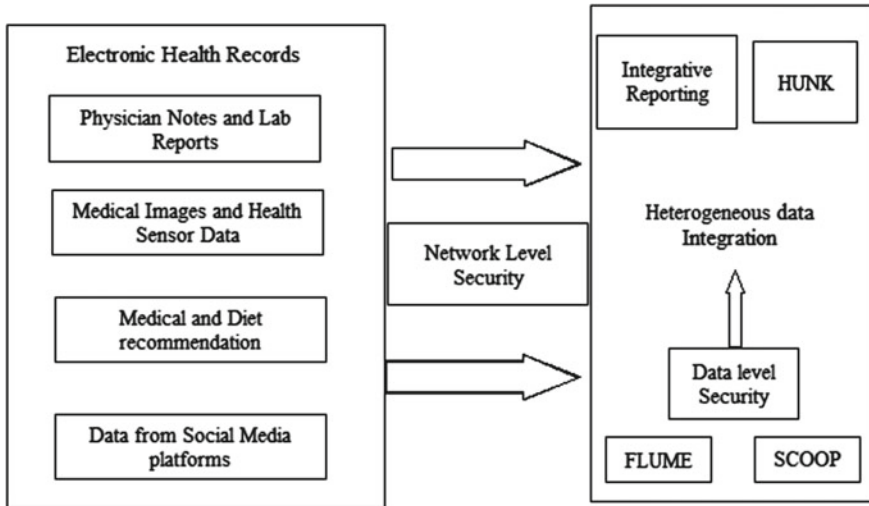 Electronic Health Records
Physician Notes and Lab
Reports
Medical Images and Health
Sensor Data
Medical and Diet
recommendation
Data from Social Media
platforms
Network Level
Security
Integrative
Reporting
HUNK
Heterogeneous data
Integration
Data level
Security
FLUME
SCOOP